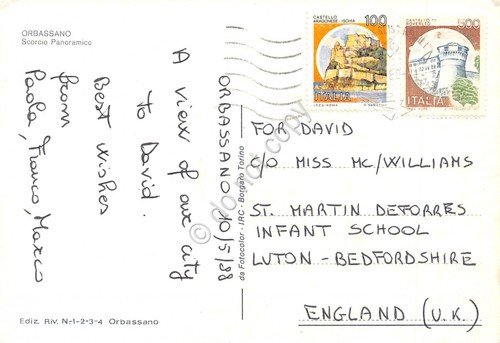 ORBASSANO
Scorcio Panoramico
ORBASSANO 10/5/88
A view of our city
to David.
Best wishes
from
Paola, Franco, Marco
Ediz. Riv. N. 1-2-3-4 Orbassano
da Fotocolor - IRC - Borgaro Torino
CASTELLO
ARAGONESE ISCHIA
100
ITALIA
500
ITALIA
FOR DAVID
C/O MISS MC/WILLIAMS
ST. MARTIN DEFORRES
INFANT SCHOOL
LUTON - BEDFORDSHIRE
ENGLAND (U.K.)